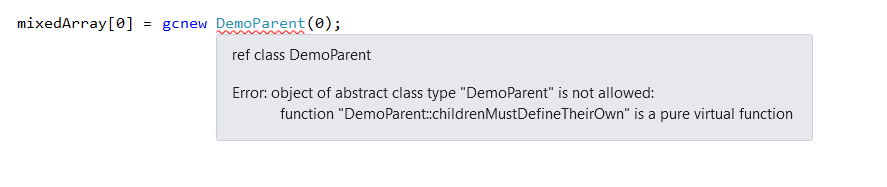 mixedArray[0] = gcnew DemoParent(0);
ref class DemoParent
Error: object of abstract class type "DemoParent" is not allowed:
function "DemoParent::childrenMustDefineTheirOwn" is a pure virtual function